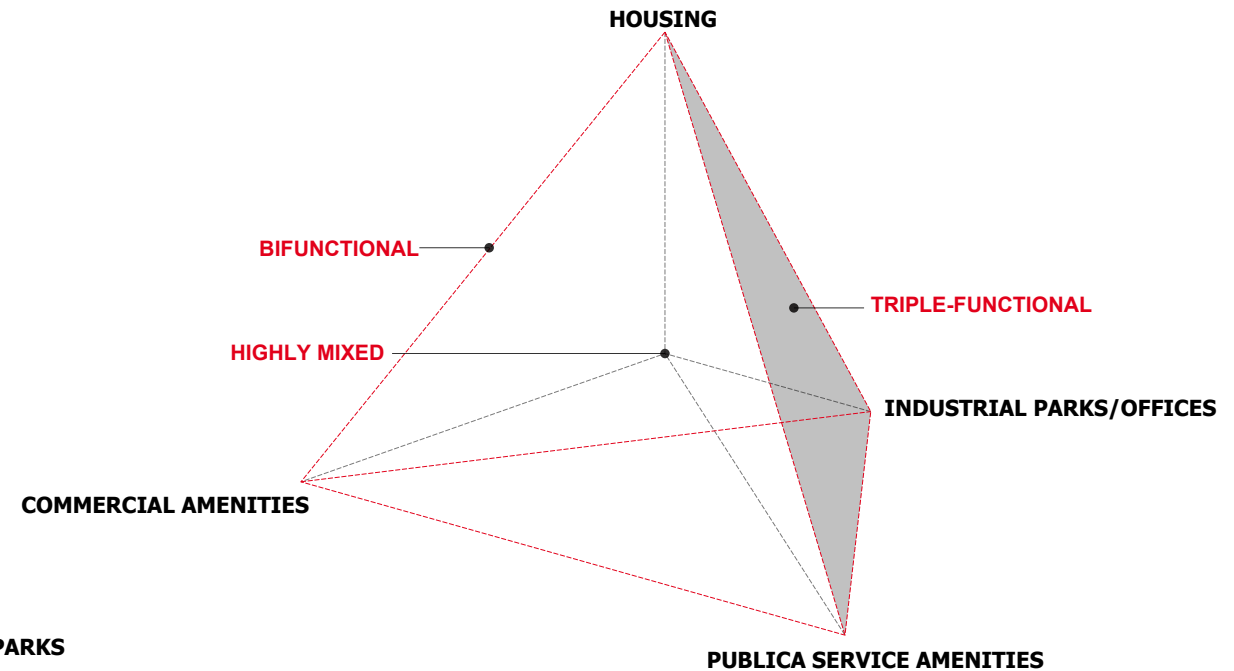 HOUSING
BIFUNCTIONAL
TRIPLE-FUNCTIONAL
HIGHLY MIXED
INDUSTRIAL PARKS/OFFICES
COMMERCIAL AMENITIES
PARKS
PUBLICA SERVICE AMENITIES